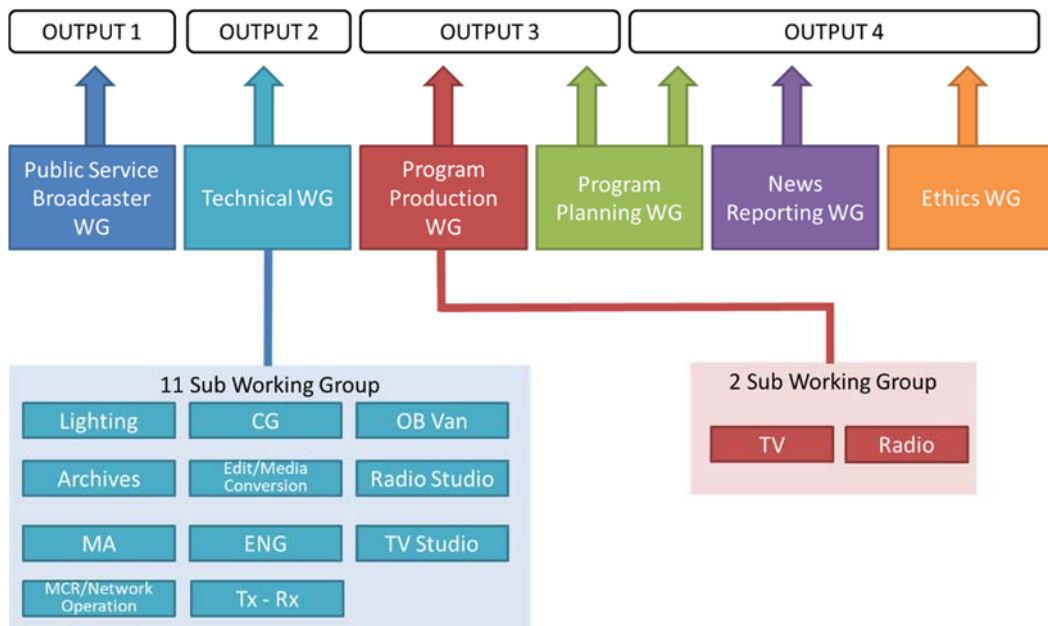 OUTPUT 1
OUTPUT 2
OUTPUT 3
OUTPUT 4
Public Service
Broadcaster
WG
Technical WG
Program
Production
WG
Program
Planning WG
News
Reporting WG
Ethics WG
11 Sub Working Group
Lighting
CG
OB Van
Archives
Edit/Media
Conversion
Radio Studio
MA
ENG
TV Studio
MCR/Network
Operation
Tx - Rx
2 Sub Working Group
TV
Radio